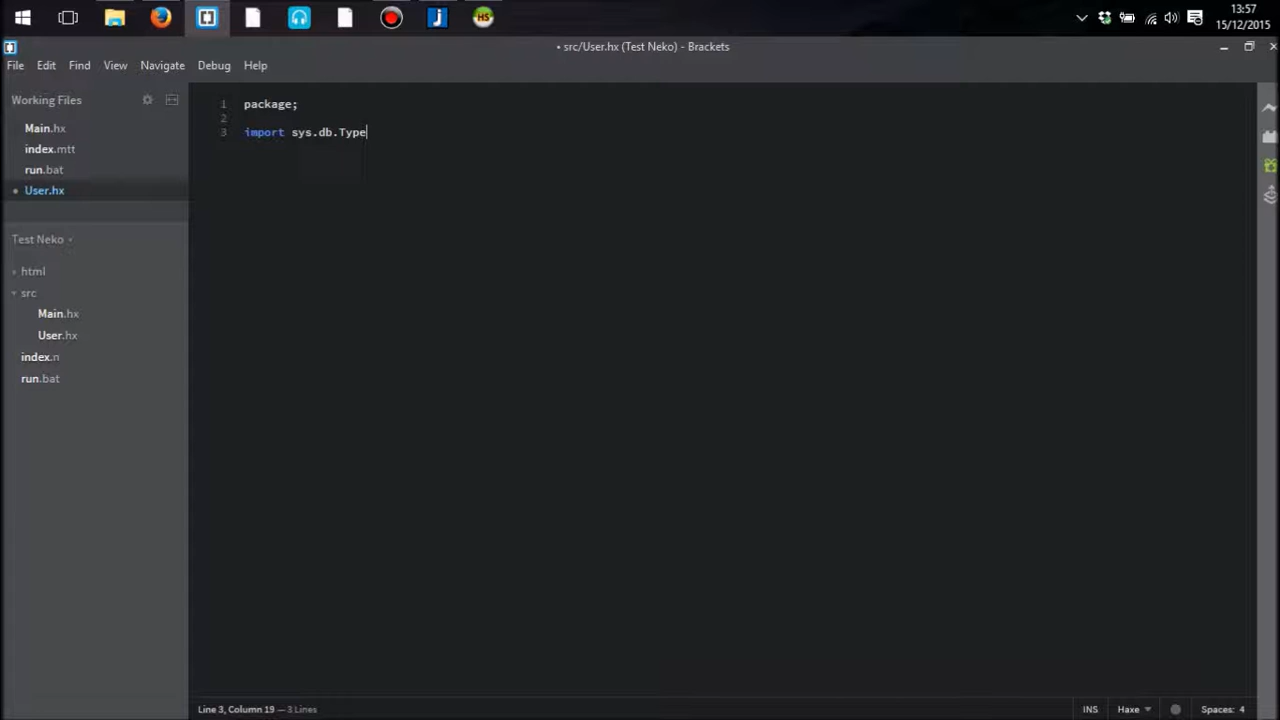 13:57
15/12/2015
• src/User.hx (Test Neko) - Brackets
File Edit Find View Navigate Debug Help
Working Files
Main.hx
index.mtt
run.bat
User.hx
Test Neko
html
src
Main.hx
User.hx
index.n
run.bat
1 package;
2
3 import sys.db.Type
j
HS
Line 3, Column 19 — 3 Lines
INS Haxe Spaces: 4